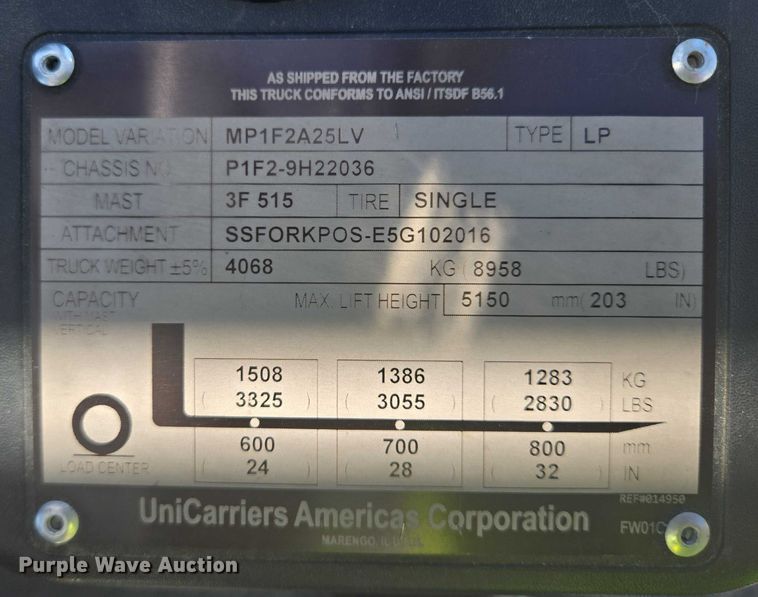 AS SHIPPED FROM THE FACTORY
THIS TRUCK CONFORMS TO ANSI / ITSDF B56.1
MODEL VARIATION MP1F2A25LV TYPE LP
CHASSIS NO. P1F2-9H22036
MAST 3F 515 TIRE SINGLE
ATTACHMENT SSFORKPOS-E5G102016
TRUCK WEIGHT ±5% 4068 KG ( 8958 LBS)
CAPACITY MAX. LIFT HEIGHT 5150 mm ( 203 IN)
WITH MAST
VERTICAL
1508 1386 1283 KG
( 3325 ) ( 3055 ) ( 2830 ) LBS
600 700 800 mm
LOAD CENTER ( 24 ) ( 28 ) ( 32 ) IN
REF#014950
UniCarriers Americas Corporation
MARENGO, IL
Purple Wave Auction